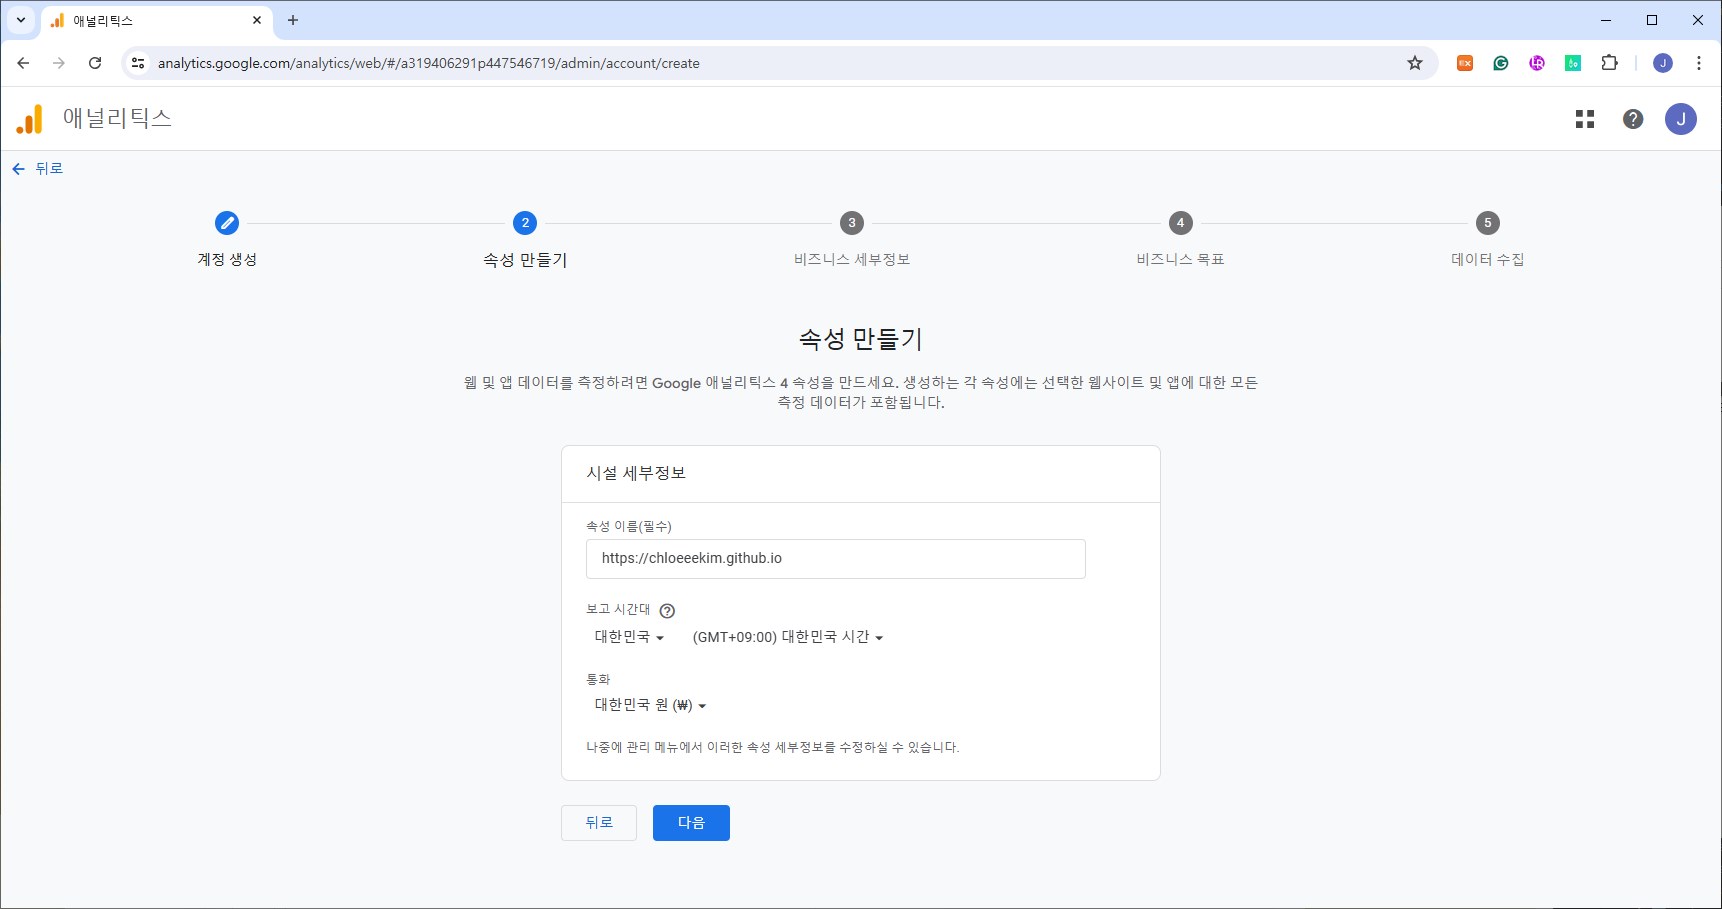 애널리틱스
analytics.google.com/analytics/web/#/a319406291p447546719/admin/account/create
J
애널리틱스
J
뒤로
2
3
4
5
계정 생성
속성 만들기
비즈니스 세부정보
비즈니스 목표
데이터 수집
속성 만들기
웹 및 앱 데이터를 측정하려면 Google 애널리틱스 4 속성을 만드세요. 생성하는 각 속성에는 선택한 웹사이트 및 앱에 대한 모든
측정 데이터가 포함됩니다.
시설 세부정보
속성 이름(필수)
https://chloeeekim.github.io
보고 시간대
대한민국
(GMT+09:00) 대한민국 시간
통화
대한민국 원 (₩)
나중에 관리 메뉴에서 이러한 속성 세부정보를 수정하실 수 있습니다.
뒤로
다음